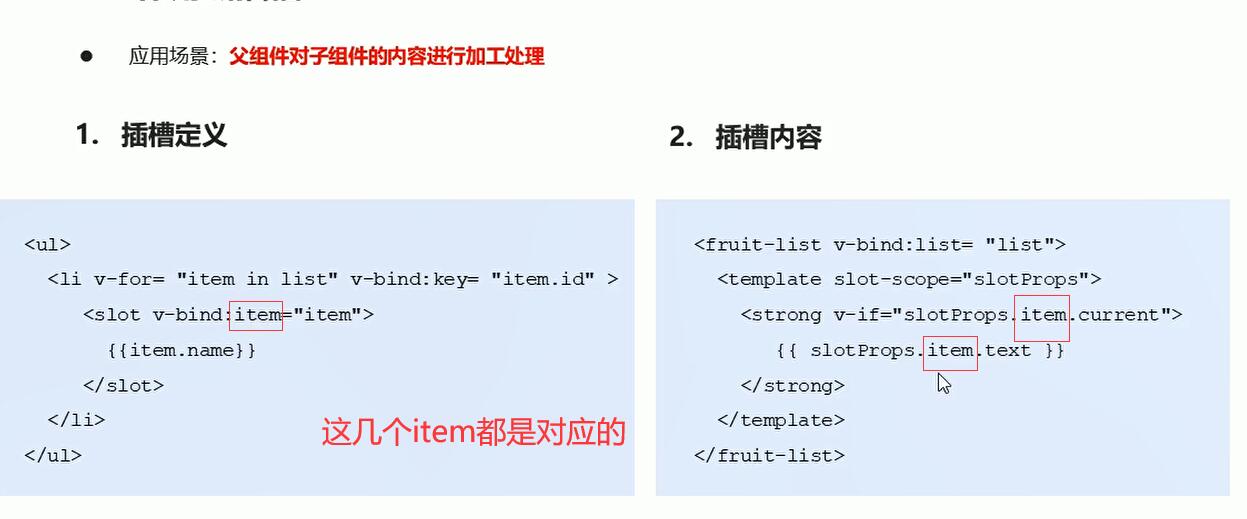 ● 应用场景：父组件对子组件的内容进行加工处理
1. 插槽定义
<ul>
<li v-for= "item in list" v-bind:key= "item.id" >
<slot v-bind:item="item">
{{item.name}}
</slot>
</li>
</ul>
这几个item都是对应的
2. 插槽内容
<fruit-list v-bind:list= "list">
<template slot-scope="slotProps">
<strong v-if="slotProps.item.current">
{{ slotProps.item.text }}
</strong>
</template>
</fruit-list>